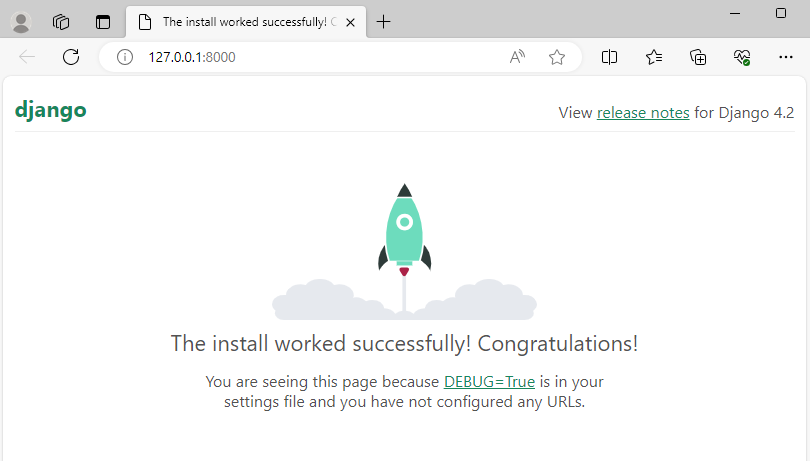 The install worked successfully! C
127.0.0.1:8000
django
View release notes for Django 4.2
The install worked successfully! Congratulations!
You are seeing this page because DEBUG=True is in your
settings file and you have not configured any URLs.